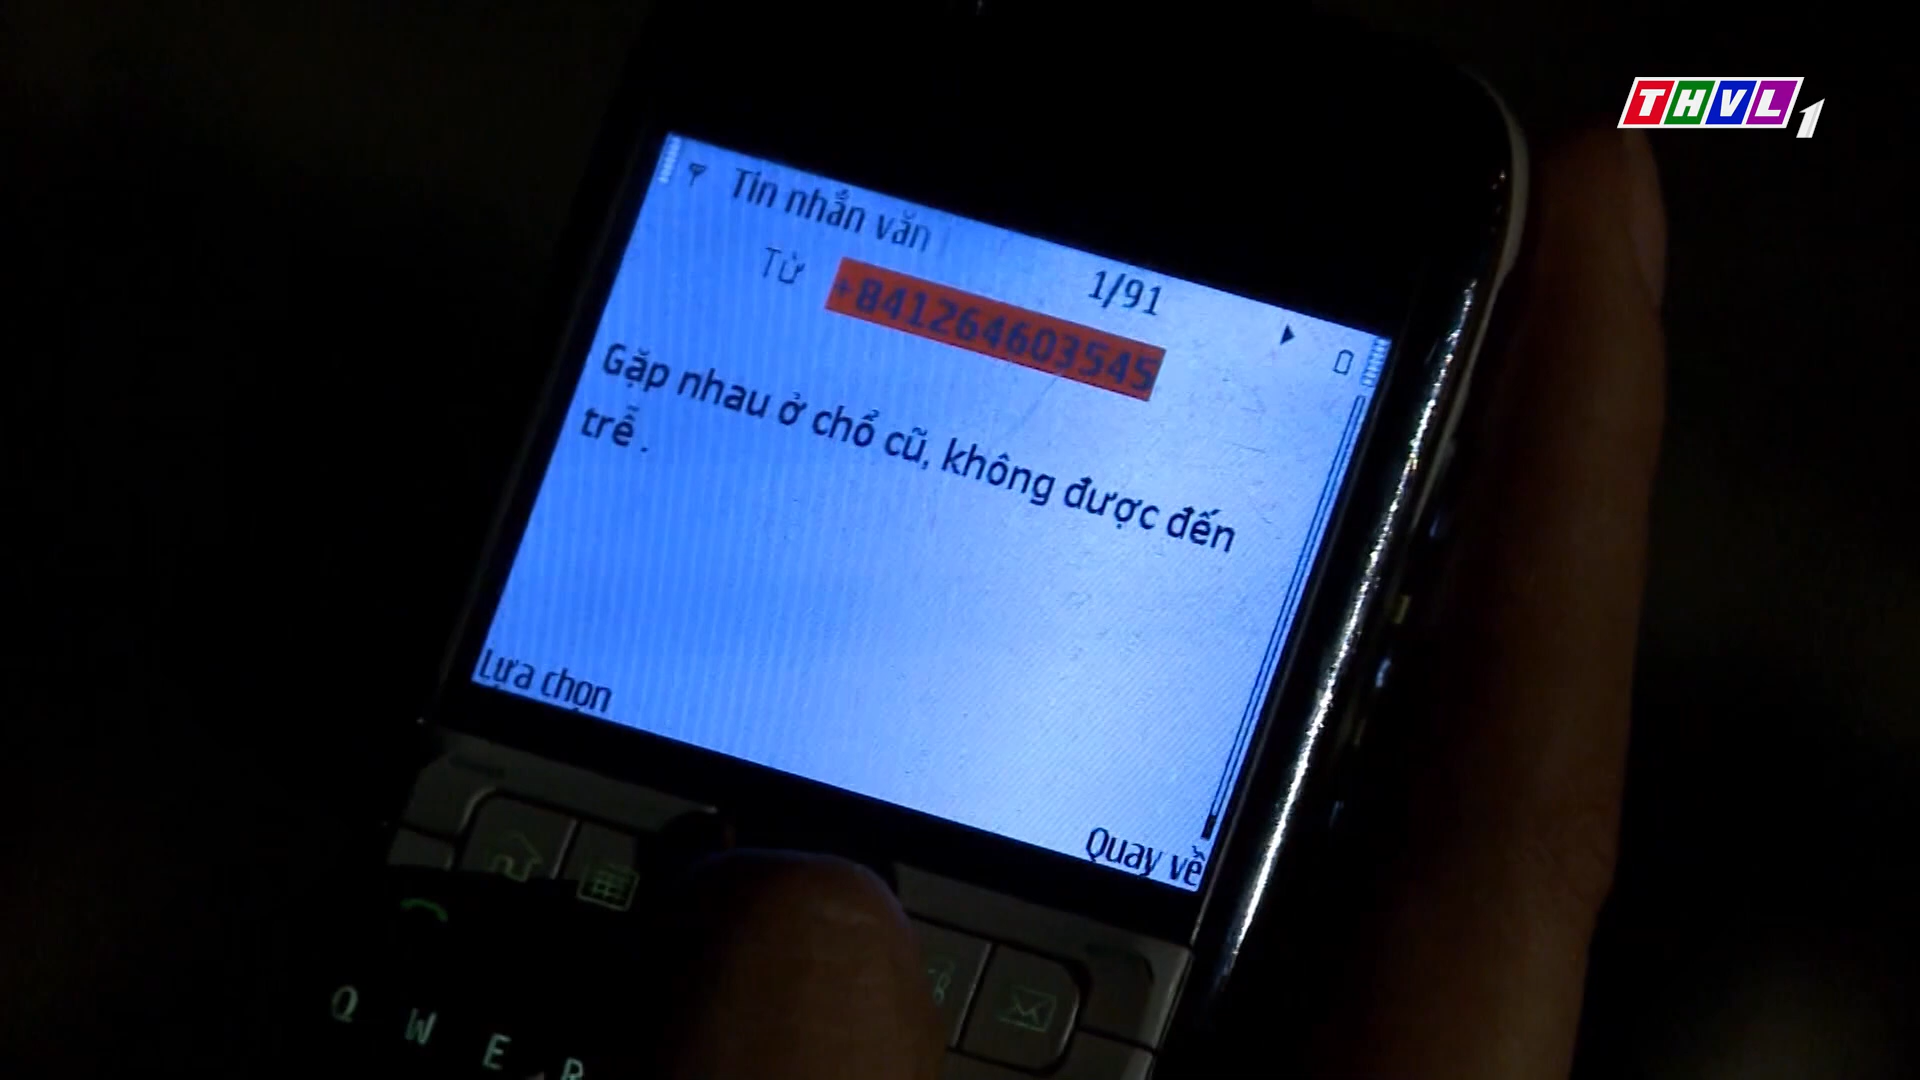 THVL1
Tin nhắn văn
1/91
Từ +841264603545
Gặp nhau ở chổ cũ, không được đến
trễ .
Lựa chọn
Quay về
Q W E R